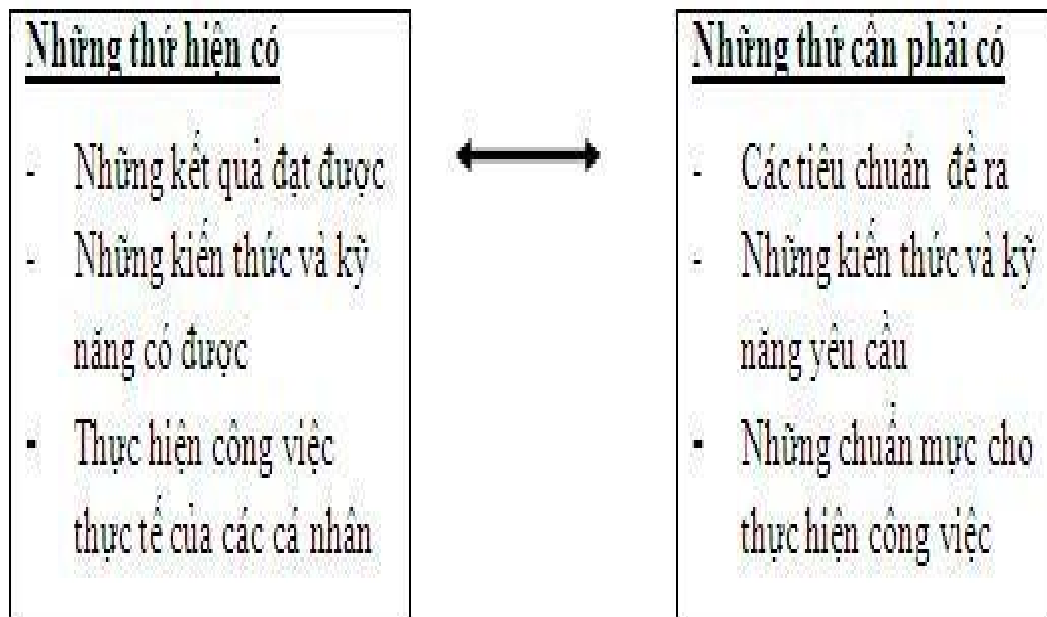 Những thứ hiện có
- Những kết quả đạt được
- Những kiến thức và kỹ
năng có được
- Thực hiện công việc
thực tế của các cá nhân
Những thứ cần phải có
- Các tiêu chuẩn đề ra
- Những kiến thức và kỹ
năng yêu cầu
- Những chuẩn mực cho
thực hiện công việc